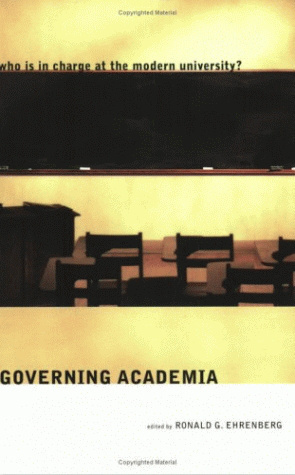 Copyrighted Material
who is in charge at the modern university?
GOVERNING ACADEMIA
edited by RONALD G. EHRENBERG
Copyrighted Material